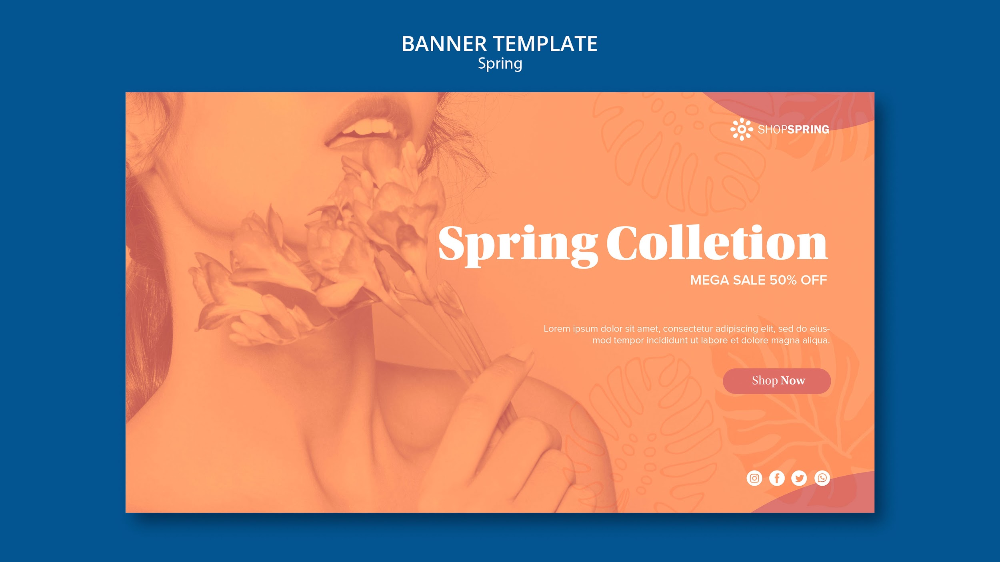 BANNER TEMPLATE
Spring
SHOPSPRING
Spring Colletion
MEGA SALE 50% OFF
Lorem ipsum dolor sit amet, consectetur adipiscing elit, sed do eius-
mod tempor incididunt ut labore et dolore magna aliqua.
Shop Now